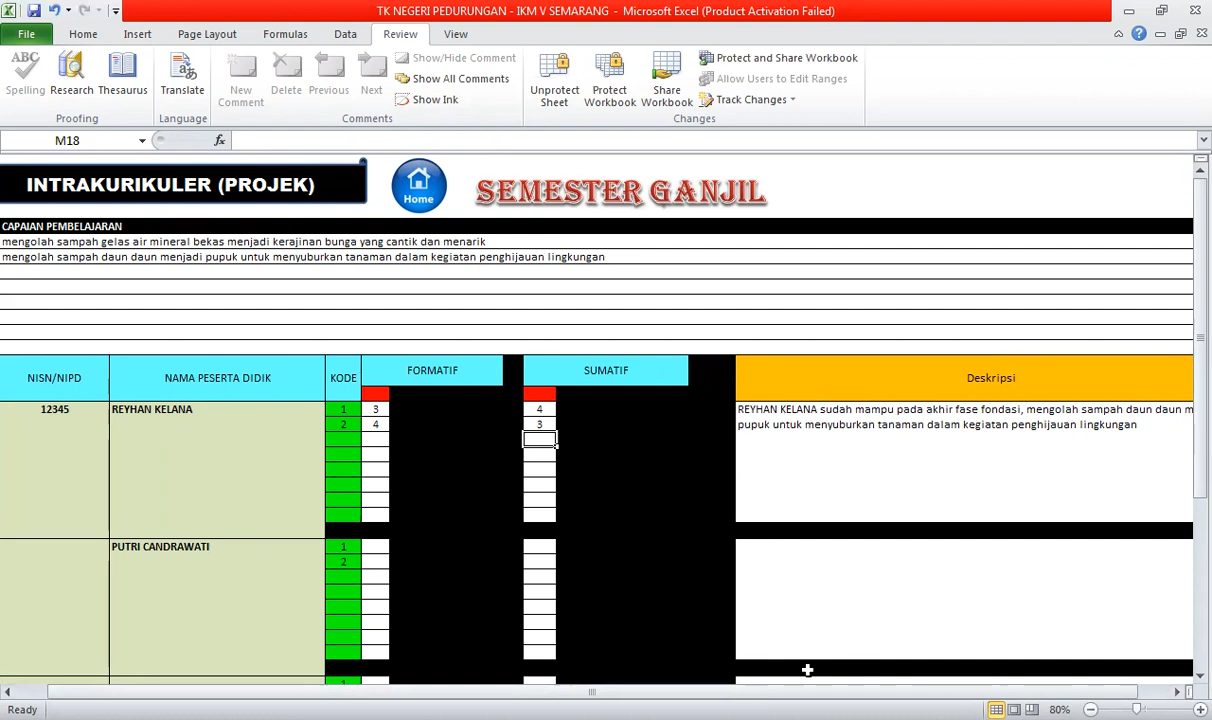 TK NEGERI PEDURUNGAN - IKM V SEMARANG - Microsoft Excel (Product Activation Failed)
File Home Insert Page Layout Formulas Data Review View
ABC Spelling Research Thesaurus Translate New Comment Delete Previous Next Show/Hide Comment Show All Comments Show Ink Unprotect Sheet Protect Workbook Share Workbook Protect and Share Workbook Allow Users to Edit Ranges Track Changes
Proofing Language Comments Changes
M18 fx
INTRAKURIKULER (PROJEK) Home SEMESTER GANJIL
CAPAIAN PEMBELAJARAN
mengolah sampah gelas air mineral bekas menjadi kerajinan bunga yang cantik dan menarik
mengolah sampah daun daun menjadi pupuk untuk menyuburkan tanaman dalam kegiatan penghijauan lingkungan
NISN/NIPD NAMA PESERTA DIDIK KODE FORMATIF SUMATIF Deskripsi
12345 REYHAN KELANA 1 3 4 REYHAN KELANA sudah mampu pada akhir fase fondasi, mengolah sampah daun daun m
2 4 3 pupuk untuk menyuburkan tanaman dalam kegiatan penghijauan lingkungan
PUTRI CANDRAWATI 1
2
1
Ready 80%